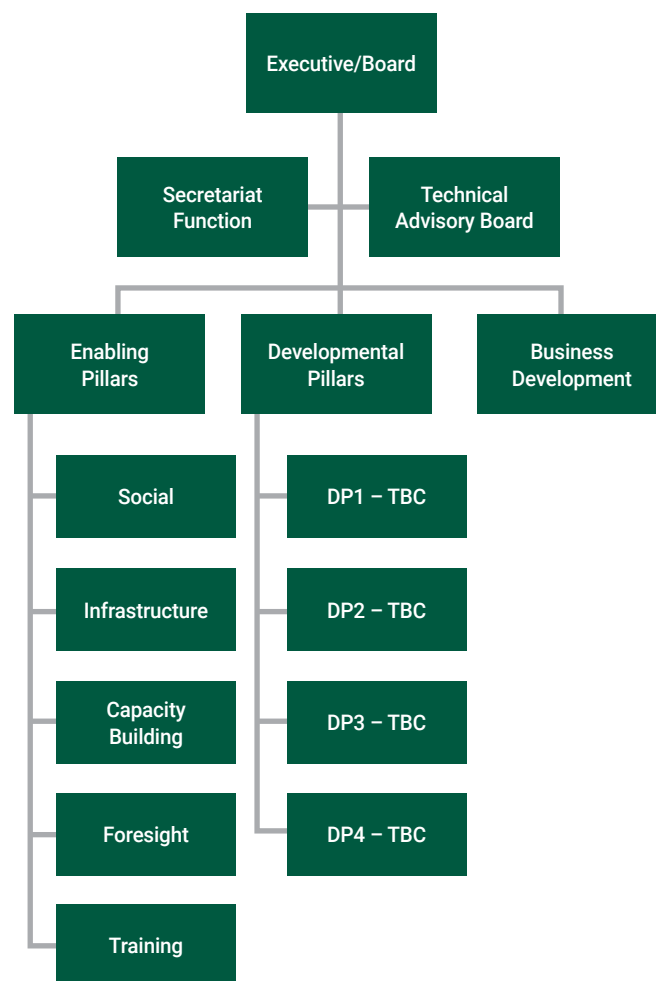 Executive/Board
Secretariat
Function
Technical
Advisory Board
Enabling
Pillars
Developmental
Pillars
Business
Development
Social
Infrastructure
Capacity
Building
Foresight
Training
DP1 – TBC
DP2 – TBC
DP3 – TBC
DP4 – TBC